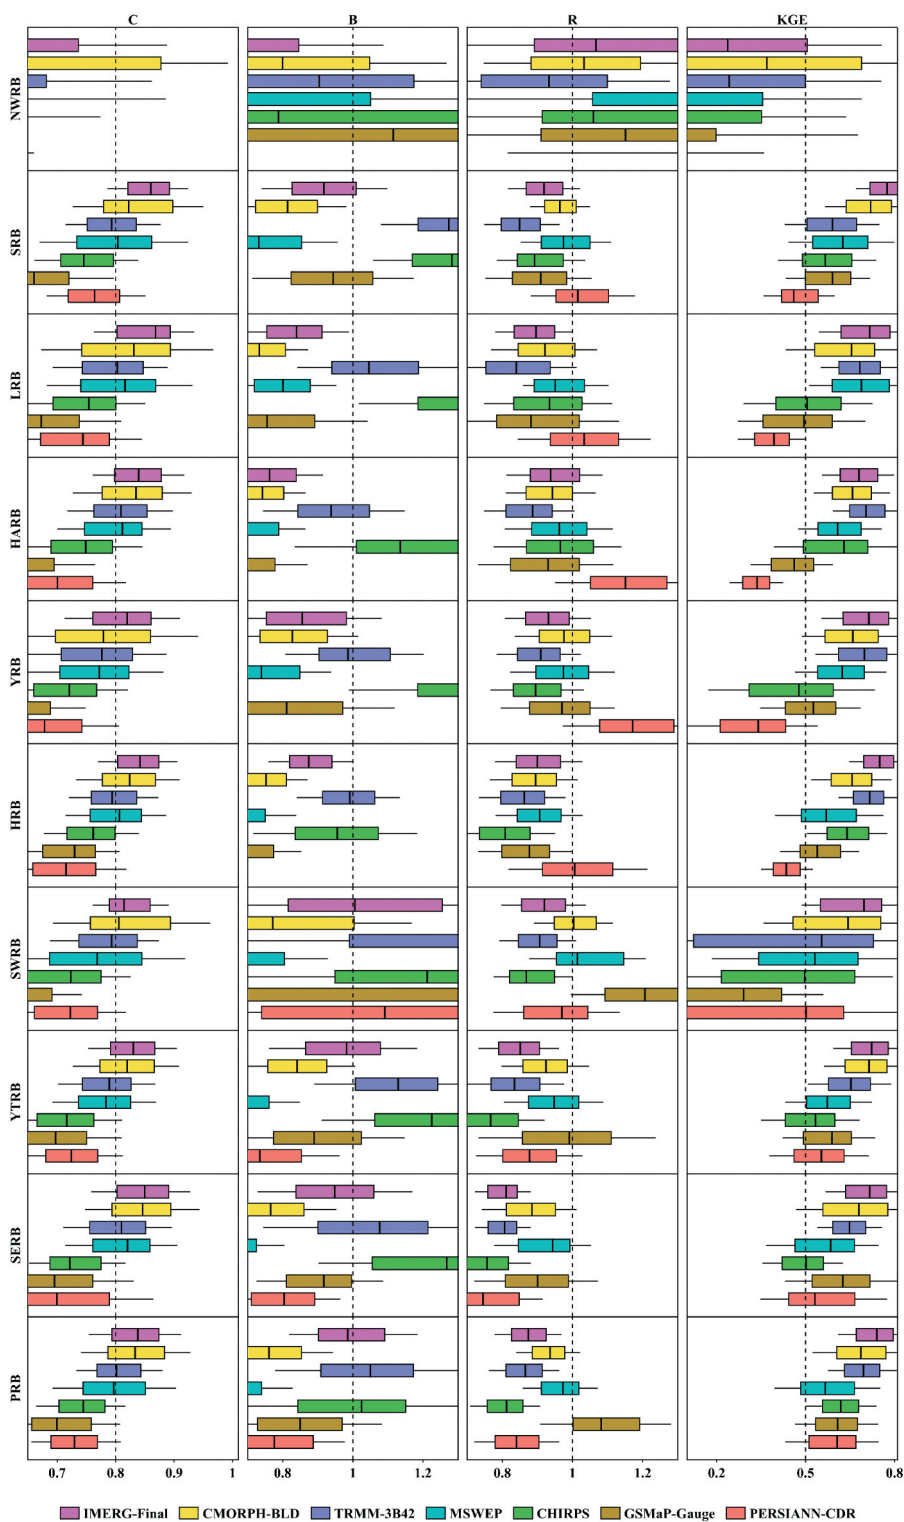 C B R KGE
NWRB
SRB
LRB
HARB
YRB
HRB
SWRB
YTRB
SERB
PRB
0.7 0.8 0.9 1 0.8 1 1.2 0.8 1 1.2 0.2 0.5 0.8
IMERG-Final CMORPH-BLD TRMM-3B42 MSWEP CHIRPS GSMaP-Gauge PERSIANN-CDR